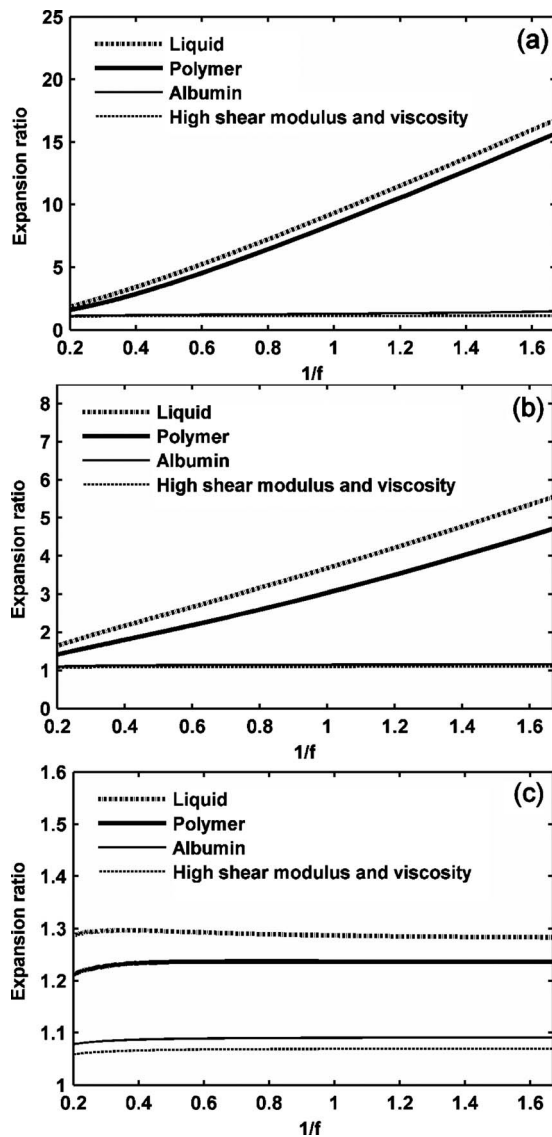 (a)
25
20
15
10
5
0
Expansion ratio
Liquid
Polymer
Albumin
High shear modulus and viscosity
0.2 0.4 0.6 0.8 1 1.2 1.4 1.6
1/f
(b)
8
7
6
5
4
3
2
1
0
Expansion ratio
Liquid
Polymer
Albumin
High shear modulus and viscosity
0.2 0.4 0.6 0.8 1 1.2 1.4 1.6
1/f
(c)
1.6
1.5
1.4
1.3
1.2
1.1
1
Expansion ratio
Liquid
Polymer
Albumin
High shear modulus and viscosity
0.2 0.4 0.6 0.8 1 1.2 1.4 1.6
1/f